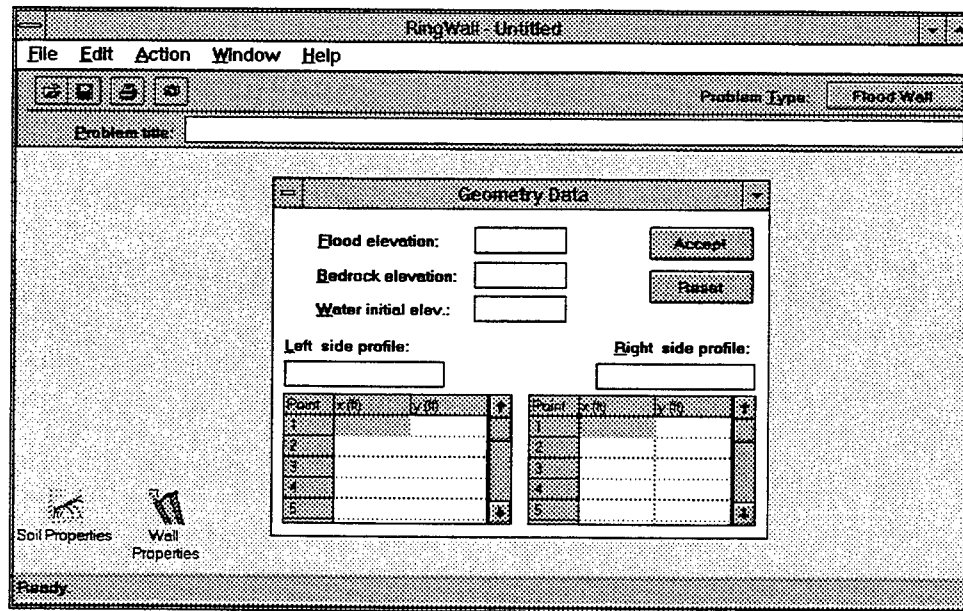 RingWall - Untitled
File Edit Action Window Help
Problem Type: Flood Wall
Problem title:
Geometry Data
Flood elevation:
Accept
Bedrock elevation:
Reset
Water initial elev.:
Left side profile:
Right side profile:
Point x (ft) y (ft)
1
2
3
4
5
Point x (ft) y (ft)
1
2
3
4
5
Soil Properties
Wall Properties
Ready